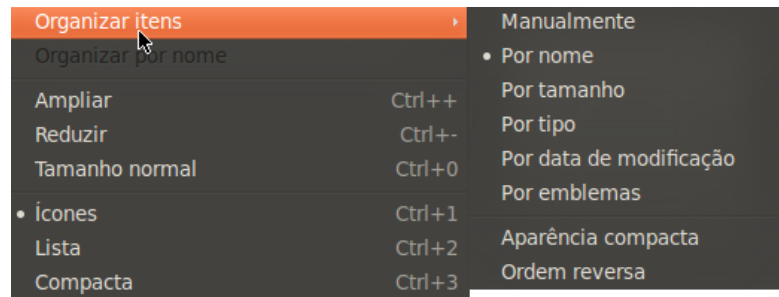 Organizar itens
Organizar por nome
Ampliar Ctrl++
Reduzir Ctrl+-
Tamanho normal Ctrl+0
Ícones Ctrl+1
Lista Ctrl+2
Compacta Ctrl+3
Manualmente
Por nome
Por tamanho
Por tipo
Por data de modificação
Por emblemas
Aparência compacta
Ordem reversa